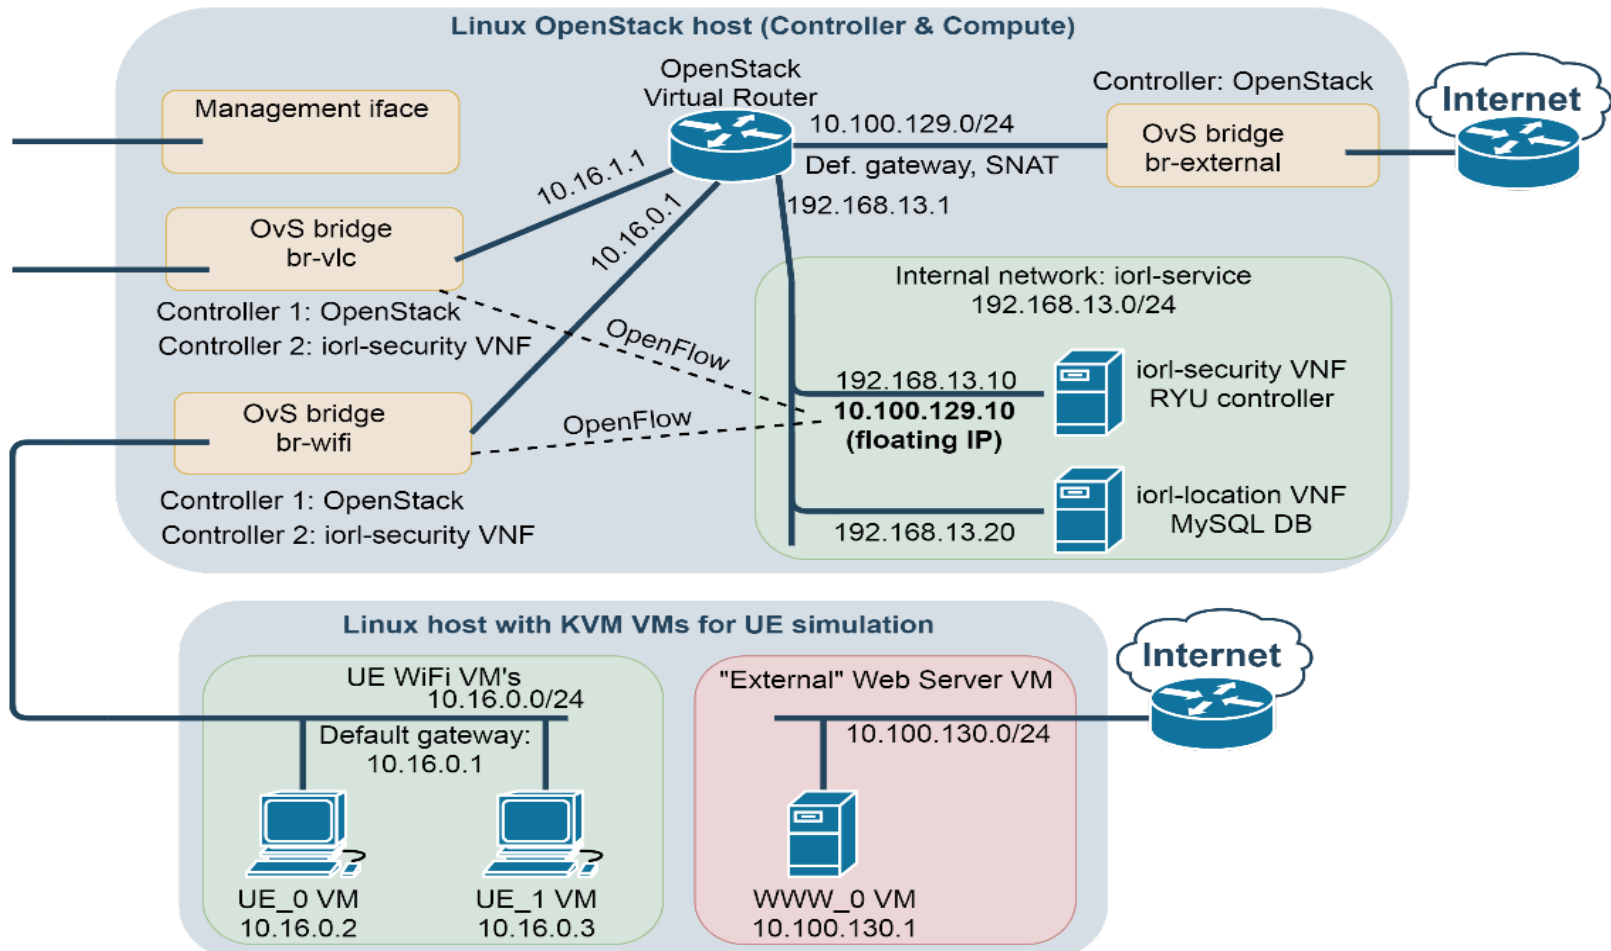 Linux OpenStack host (Controller & Compute)
Management iface
OpenStack
Virtual Router
Controller: OpenStack
Internet
10.100.129.0/24
Def. gateway, SNAT
OvS bridge
br-external
10.16.1.1
10.16.0.1
192.168.13.1
OvS bridge
br-vlc
Controller 1: OpenStack
Controller 2: iorl-security VNF
OpenFlow
OpenFlow
Internal network: iorl-service
192.168.13.0/24
192.168.13.10
10.100.129.10
(floating IP)
iorl-security VNF
RYU controller
OvS bridge
br-wifi
Controller 1: OpenStack
Controller 2: iorl-security VNF
192.168.13.20
iorl-location VNF
MySQL DB
Linux host with KVM VMs for UE simulation
UE WiFi VM's
10.16.0.0/24
Default gateway:
10.16.0.1
UE_0 VM
10.16.0.2
UE_1 VM
10.16.0.3
"External" Web Server VM
10.100.130.0/24
WWW_0 VM
10.100.130.1
Internet